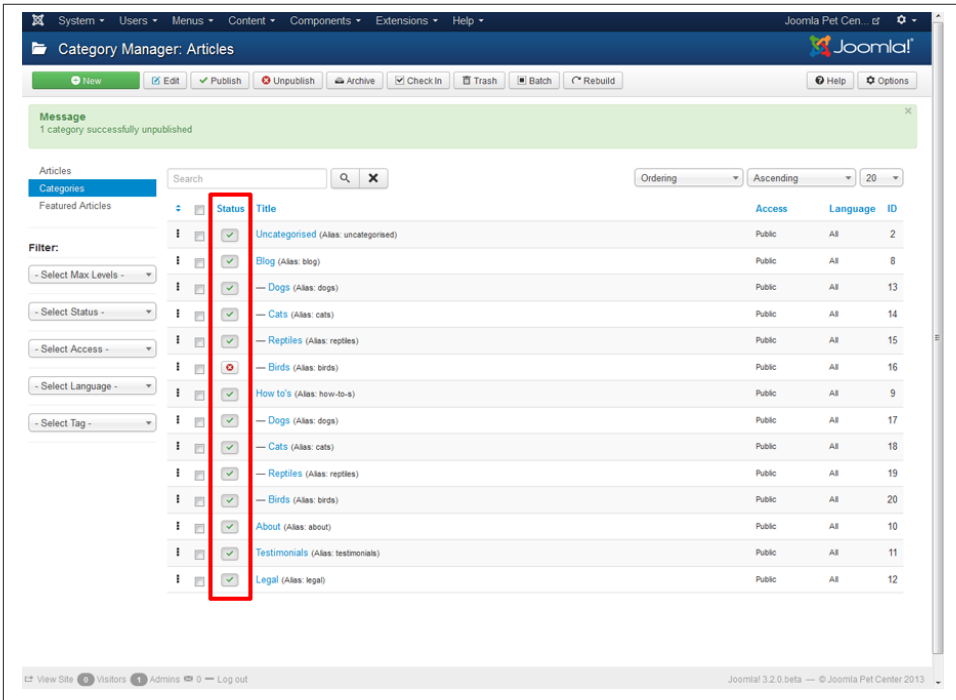 System Users Menus Content Components Extensions Help Joomla Pet Cen...
Category Manager: Articles Joomla!
New Edit Publish Unpublish Archive Check In Trash Batch Rebuild Help Options
Message
1 category successfully unpublished
Articles
Categories
Featured Articles
Filter:
- Select Max Levels -
- Select Status -
- Select Access -
- Select Language -
- Select Tag -
Search Ordering Ascending 20
Status Title Access Language ID
Uncategorised (Alias: uncategorised) Public All 2
Blog (Alias: blog) Public All 8
— Dogs (Alias: dogs) Public All 13
— Cats (Alias: cats) Public All 14
— Reptiles (Alias: reptiles) Public All 15
— Birds (Alias: birds) Public All 16
How to's (Alias: how-to-s) Public All 9
— Dogs (Alias: dogs) Public All 17
— Cats (Alias: cats) Public All 18
— Reptiles (Alias: reptiles) Public All 19
— Birds (Alias: birds) Public All 20
About (Alias: about) Public All 10
Testimonials (Alias: testimonials) Public All 11
Legal (Alias: legal) Public All 12
View Site 0 Visitors 1 Admins 0 — Log out Joomla! 3.2.0.beta — © Joomla Pet Center 2013